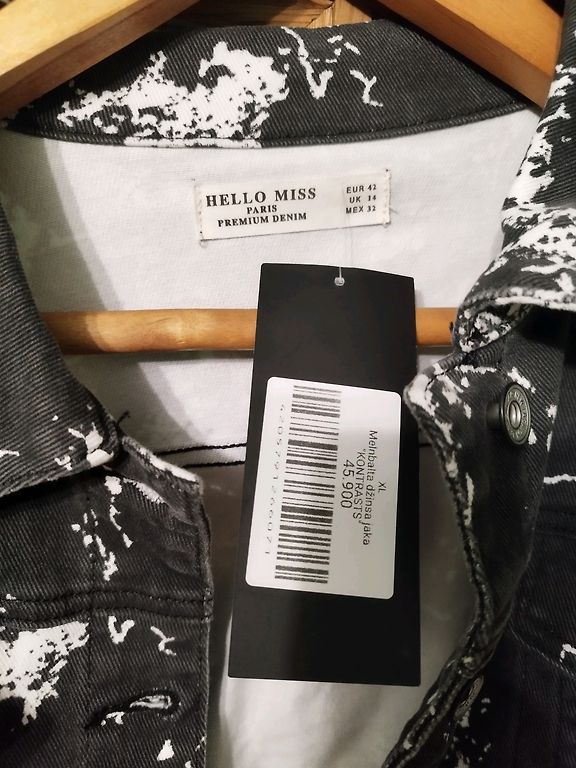 HELLO MISS
PARIS
PREMIUM DENIM
EUR 42
UK 14
MEX 32
XL
Melnbalta džinsa jaka
"KONTRASTS"
45.900